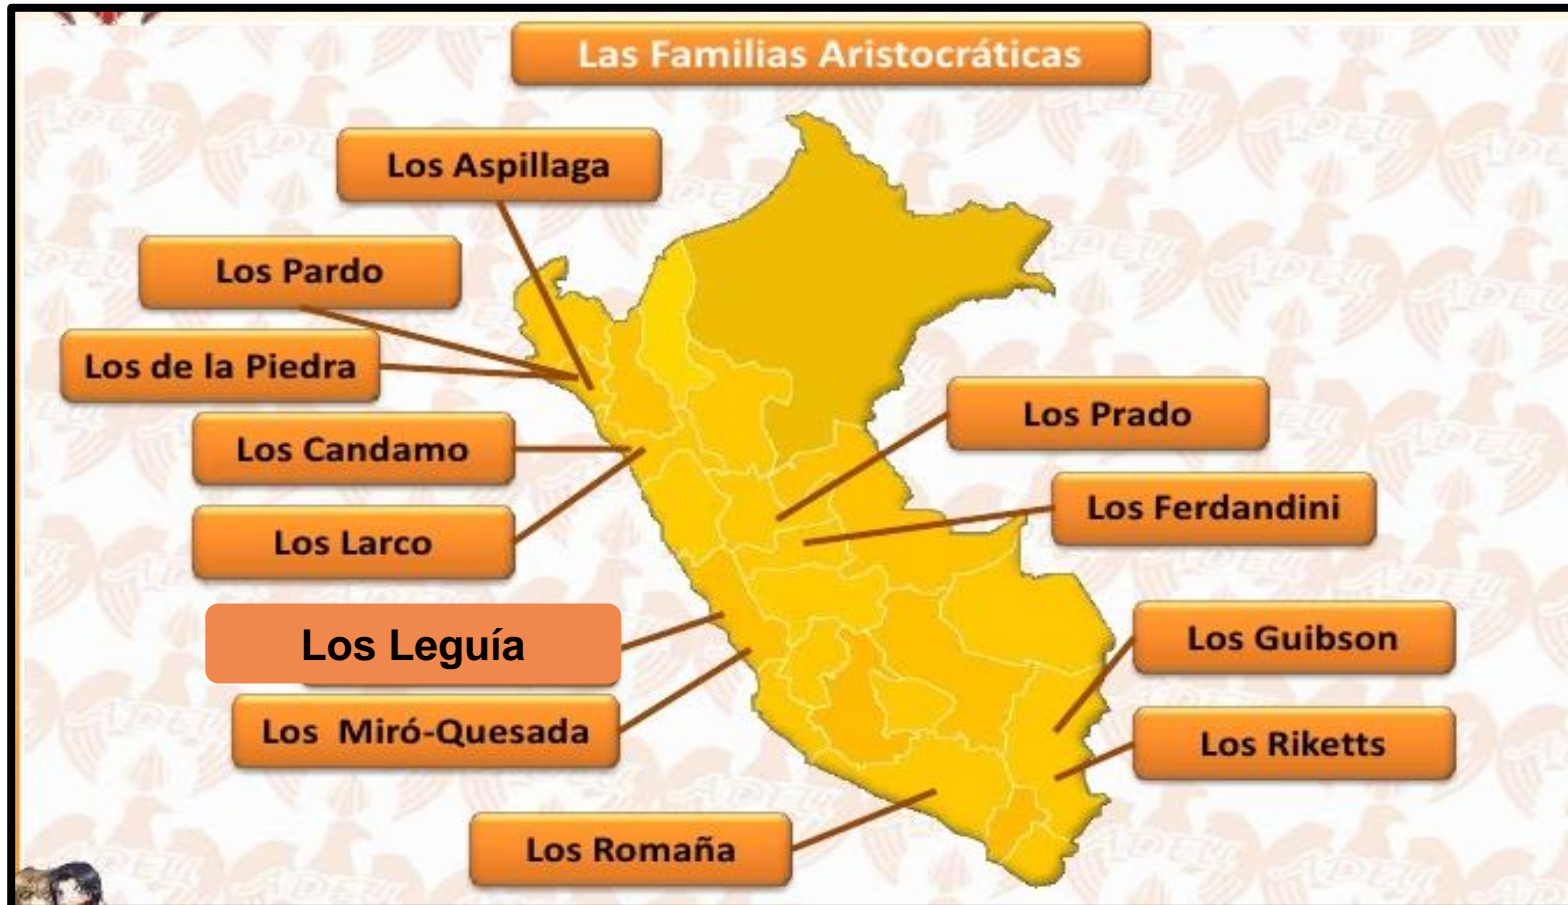 Las Familias Aristocráticas
Los Aspillaga
Los Pardo
Los de la Piedra
Los Candamo
Los Larco
Los Leguía
Los Miró-Quesada
Los Romaña
Los Prado
Los Ferdandini
Los Guibson
Los Riketts